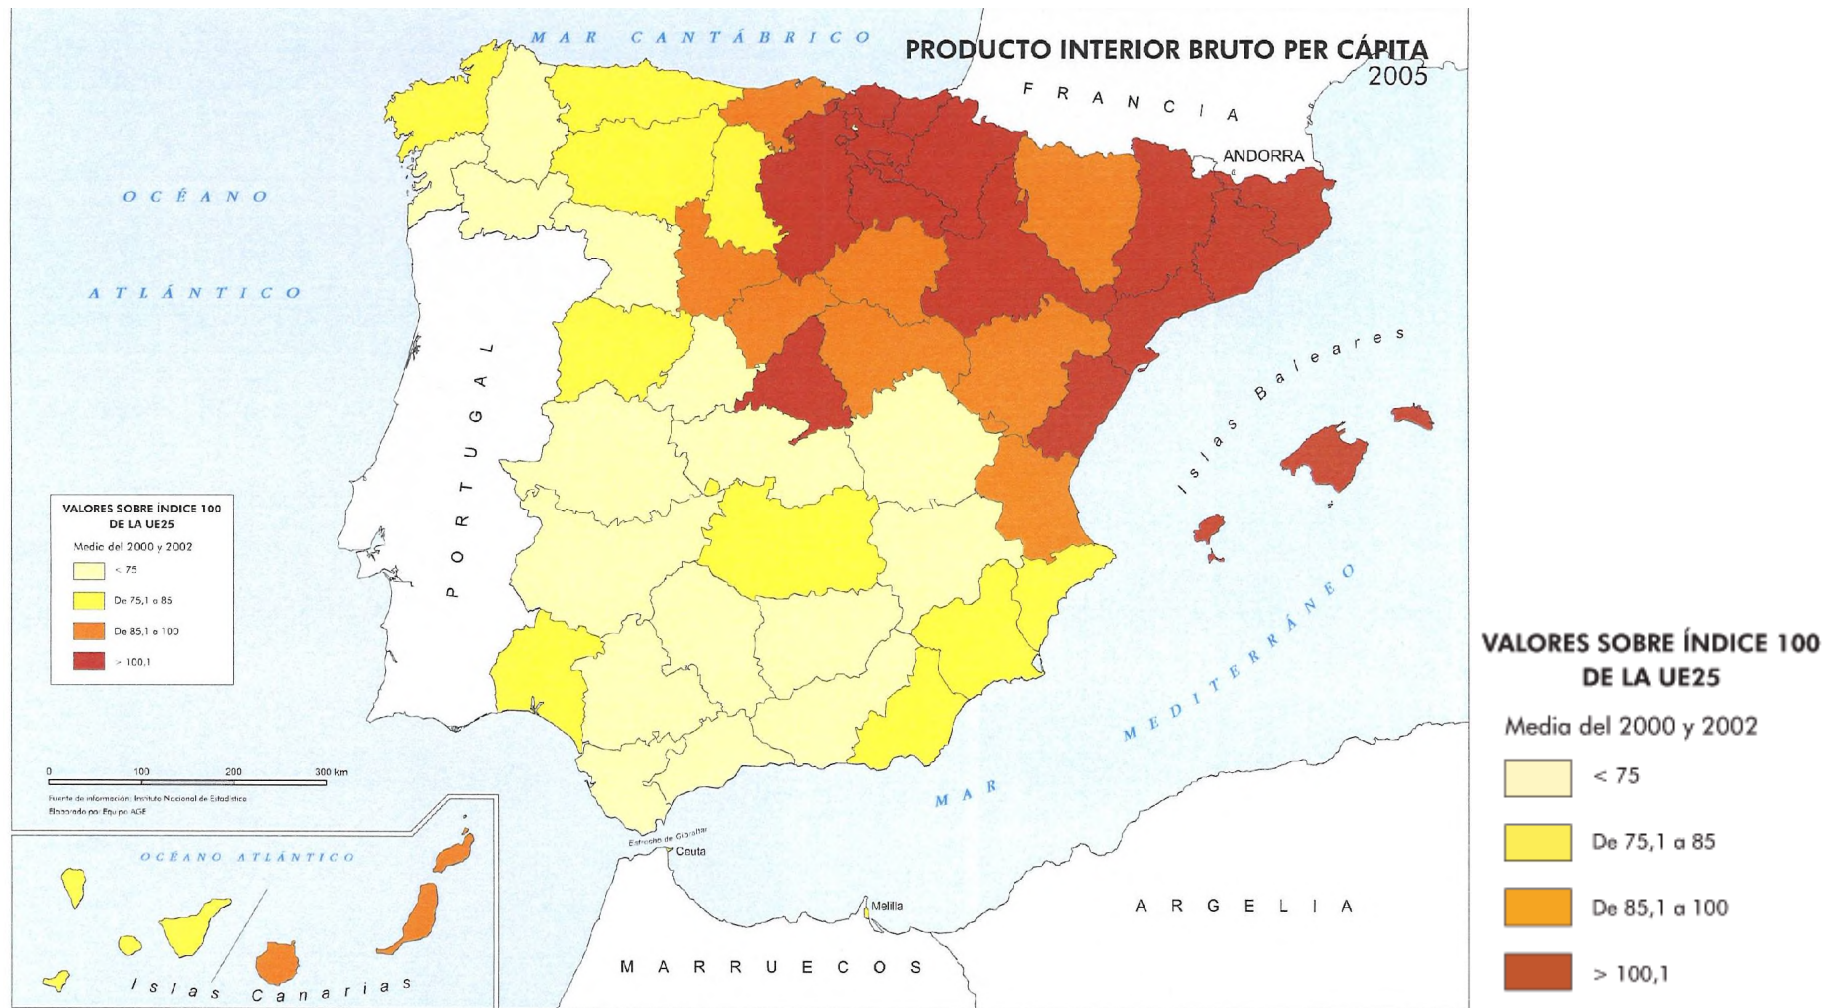 MAR CANTÁBRICO
PRODUCTO INTERIOR BRUTO PER CÁPITA
2005
FRANCIA
ANDORRA
OCÉANO
ATLÁNTICO
PORTUGAL
Islas Baleares
VALORES SOBRE ÍNDICE 100
DE LA UE25
Media del 2000 y 2002
< 75
De 75,1 a 85
De 85,1 a 100
> 100,1
MAR MEDITERRÁNEO
0 100 200 300 km
Fuente de información: Instituto Nacional de Estadística
Elaborado por Equipo AGE
Estrecho de Gibraltar
Ceuta
Melilla
OCÉANO ATLÁNTICO
Islas Canarias
MARRUECOS
ARGELIA
VALORES SOBRE ÍNDICE 100
DE LA UE25
Media del 2000 y 2002
< 75
De 75,1 a 85
De 85,1 a 100
> 100,1